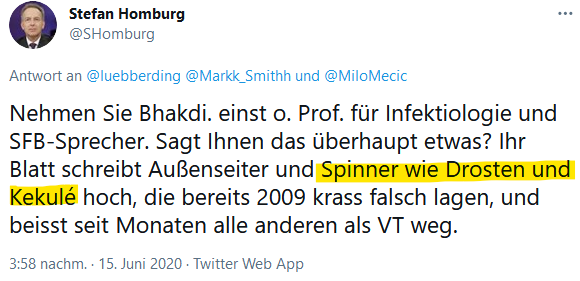 Stefan Homburg
@SHomburg
Antwort an @luebberding @Markk_Smithh und @MiloMecic
Nehmen Sie Bhakdi. einst o. Prof. für Infektiologie und
SFB-Sprecher. Sagt Ihnen das überhaupt etwas? Ihr
Blatt schreibt Außenseiter und Spinner wie Drosten und
Kekulé hoch, die bereits 2009 krass falsch lagen, und
beisst seit Monaten alle anderen als VT weg.
3:58 nachm. · 15. Juni 2020 · Twitter Web App